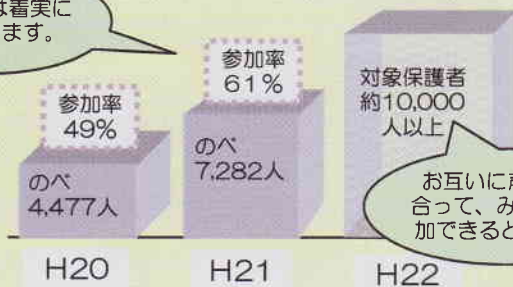 は着実に
ます。
参加率
49%
のべ
4,477人
参加率
61%
のべ
7,282人
対象保護者
約10,000
人以上
お互いに
合って、み
加できると
H20
H21
H22